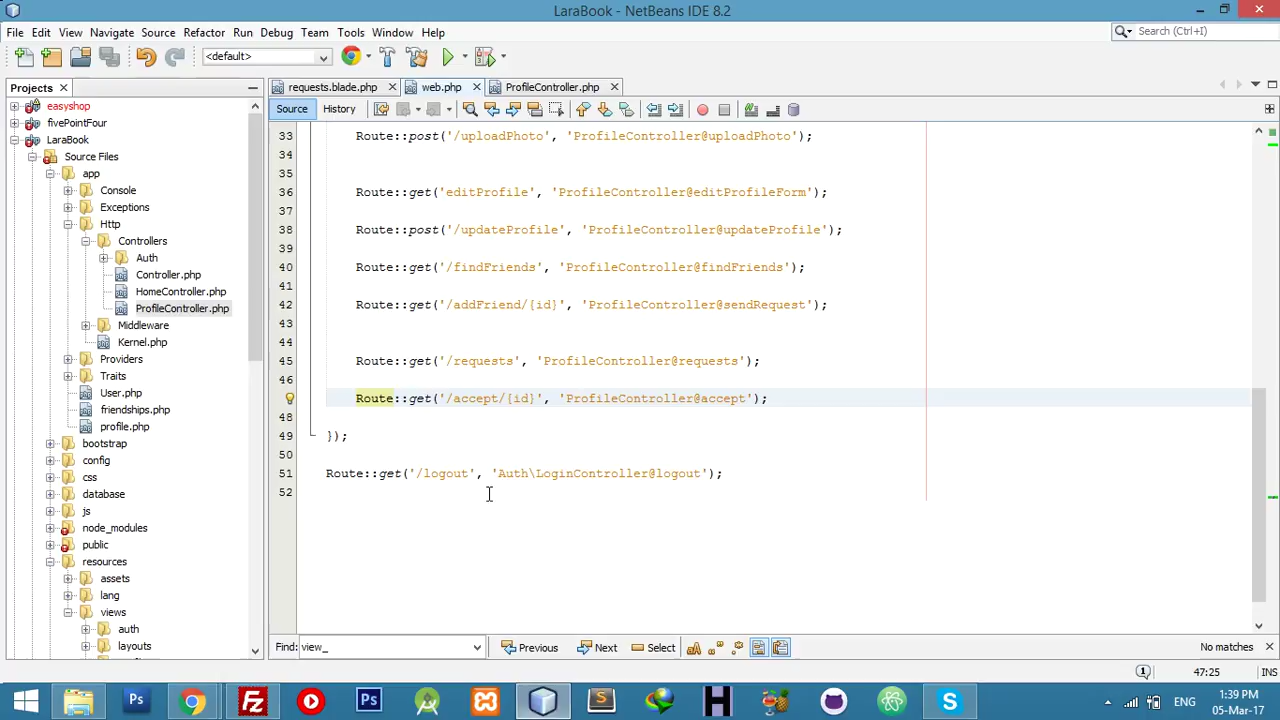 LaraBook - NetBeans IDE 8.2
File Edit View Navigate Source Refactor Run Debug Team Tools Window Help
Search (Ctrl+I)
<default>
Projects
requests.blade.php
web.php
ProfileController.php
Source History
easyshop
fivePointFour
LaraBook
Source Files
app
Console
Exceptions
Http
Controllers
Auth
Controller.php
HomeController.php
ProfileController.php
Middleware
Kernel.php
Providers
Traits
User.php
friendships.php
profile.php
bootstrap
config
css
database
js
node_modules
public
resources
assets
lang
views
auth
layouts
33 Route::post('/uploadPhoto', 'ProfileController@uploadPhoto');
34
35
36 Route::get('editProfile', 'ProfileController@editProfileForm');
37
38 Route::post('/updateProfile', 'ProfileController@updateProfile');
39
40 Route::get('/findFriends', 'ProfileController@findFriends');
41
42 Route::get('/addFriend/{id}', 'ProfileController@sendRequest');
43
44
45 Route::get('/requests', 'ProfileController@requests');
46
Route::get('/accept/{id}', 'ProfileController@accept');
48
49 });
50
51 Route::get('/logout', 'Auth\LoginController@logout');
52
Find: view_ Previous Next Select No matches
47:25 INS
ENG 1:39 PM
05-Mar-17